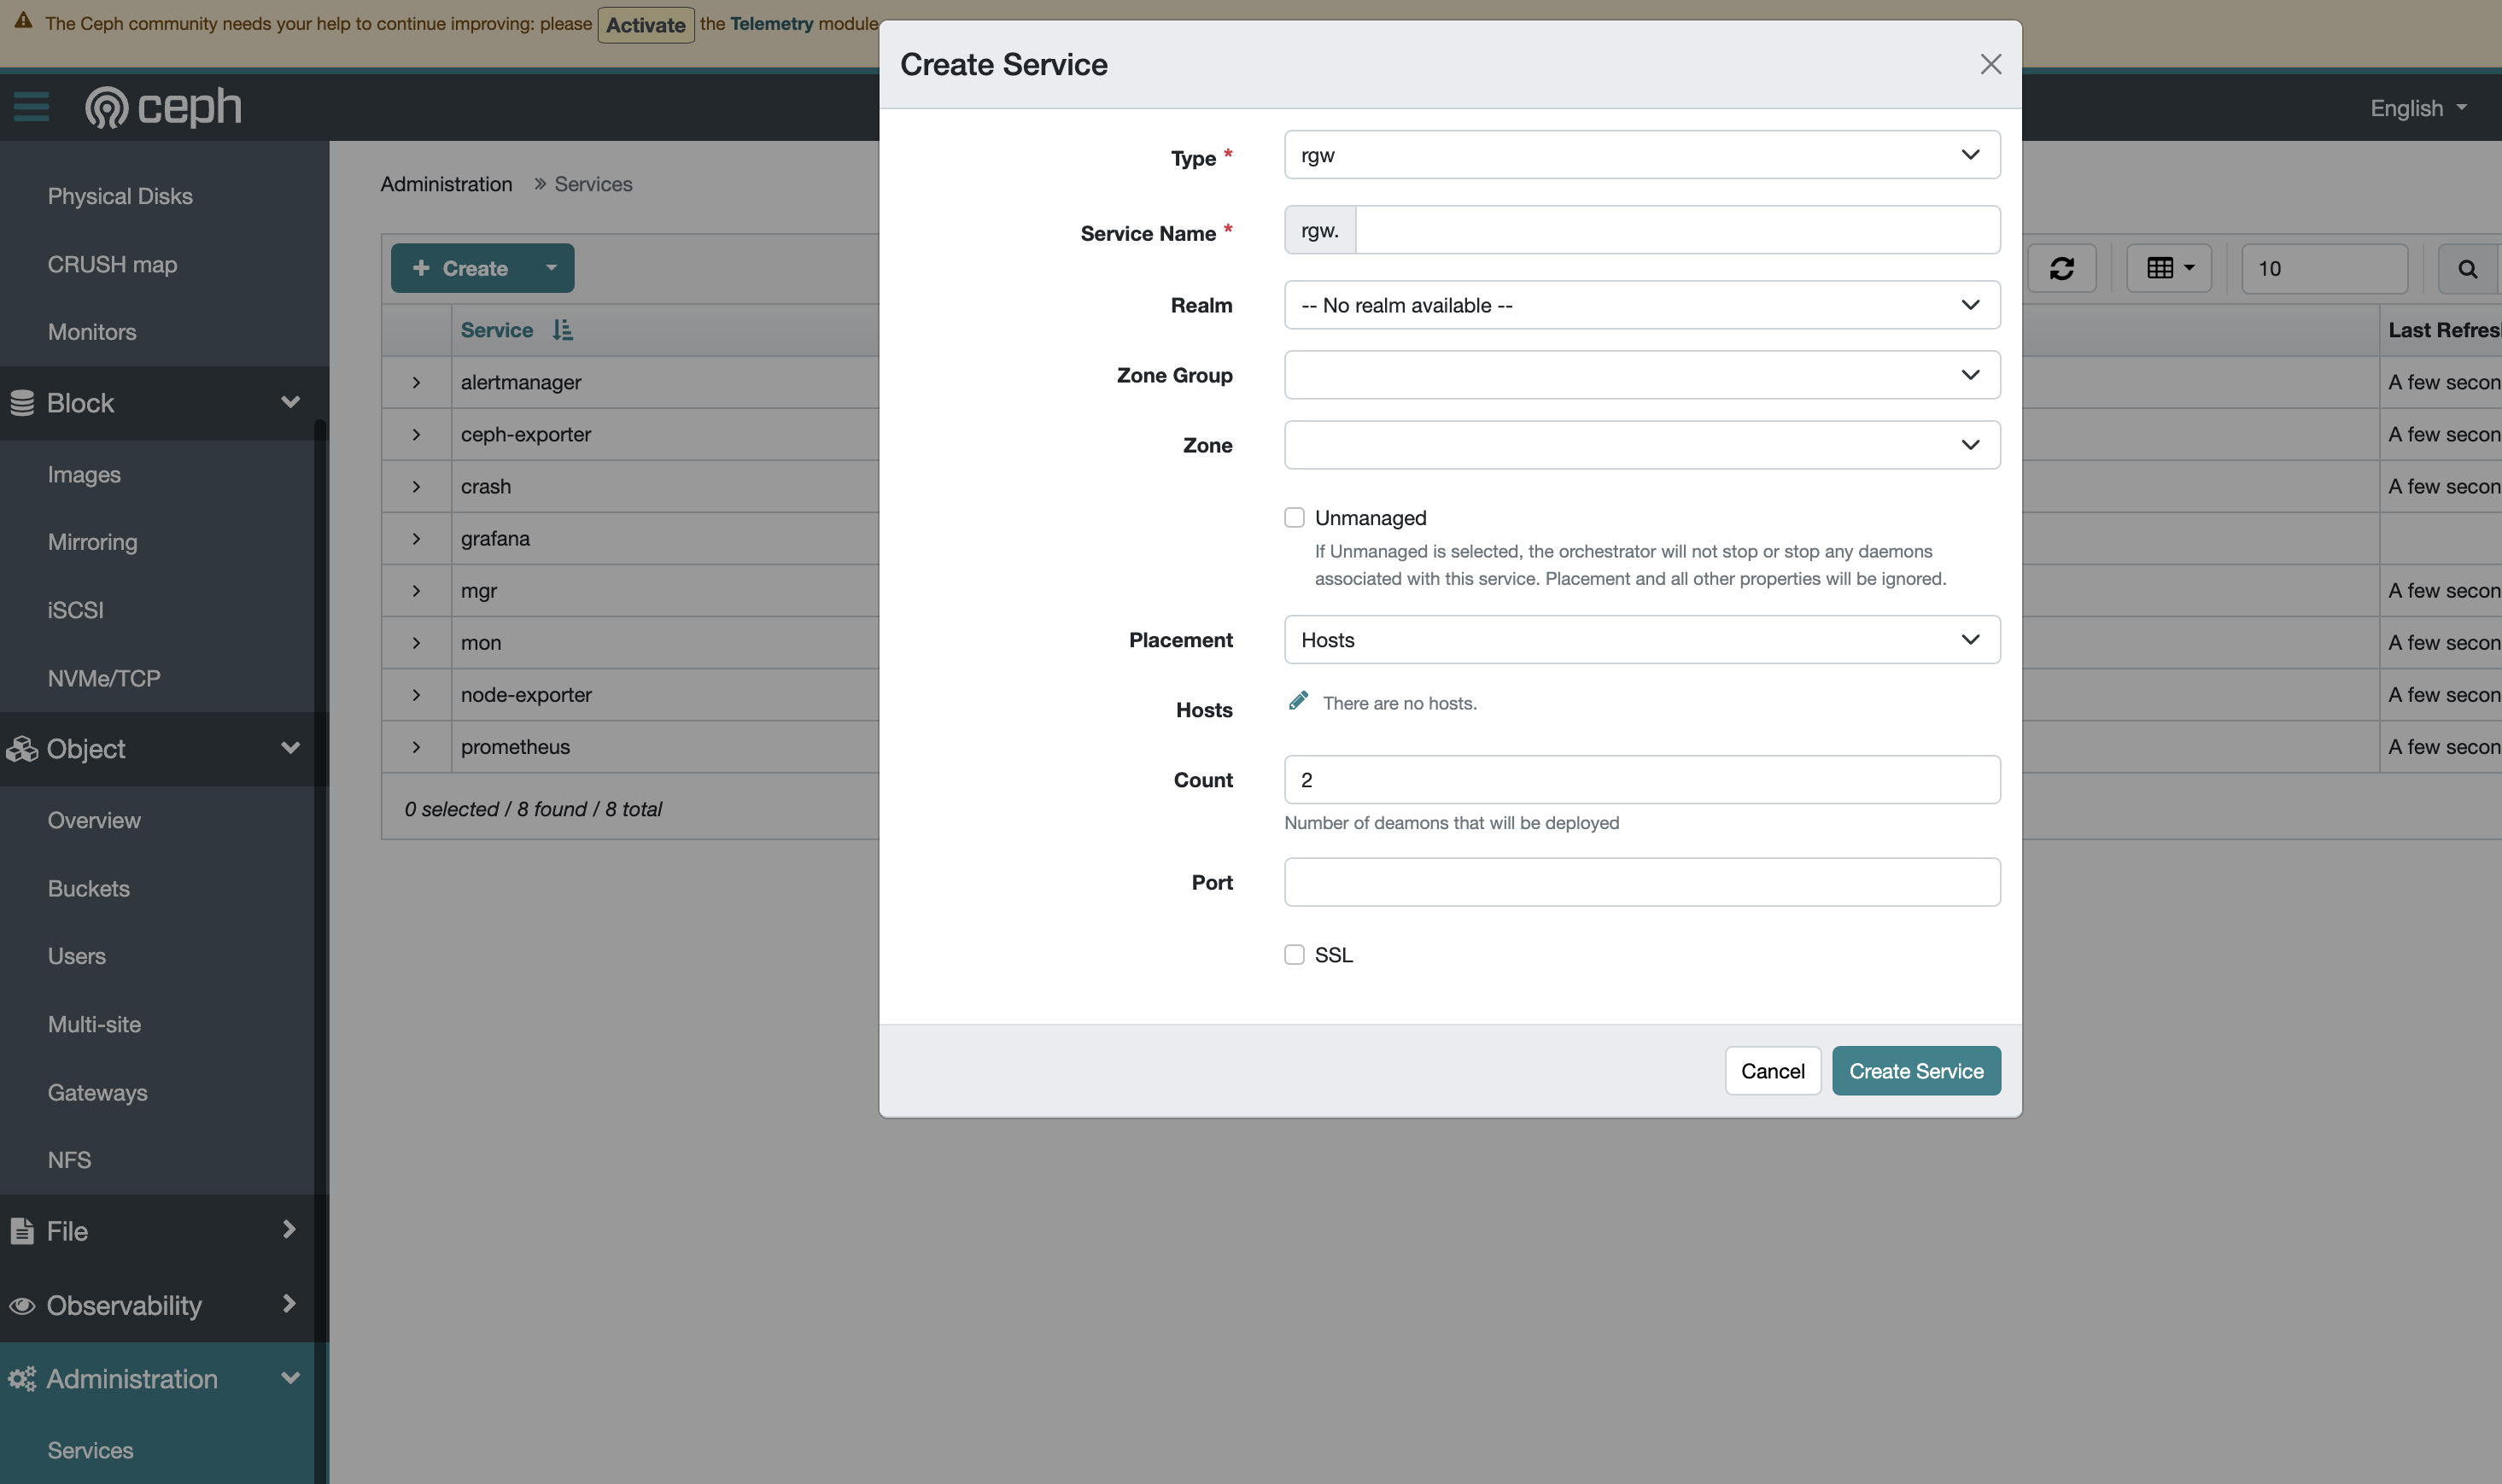 The Ceph community needs your help to continue improving: please Activate the Telemetry module
ceph
English
Physical Disks
CRUSH map
Monitors
Block
Images
Mirroring
iSCSI
NVMe/TCP
Object
Overview
Buckets
Users
Multi-site
Gateways
NFS
File
Observability
Administration
Services
Administration » Services
+ Create
10
Service
Last Refres
alertmanager
A few secon
ceph-exporter
A few secon
crash
A few secon
grafana
mgr
A few secon
mon
A few secon
node-exporter
A few secon
prometheus
A few secon
0 selected / 8 found / 8 total
Create Service
Type *
rgw
Service Name *
rgw.
Realm
-- No realm available --
Zone Group
Zone
Unmanaged
If Unmanaged is selected, the orchestrator will not stop or stop any daemons
associated with this service. Placement and all other properties will be ignored.
Placement
Hosts
Hosts
There are no hosts.
Count
2
Number of deamons that will be deployed
Port
SSL
Cancel
Create Service